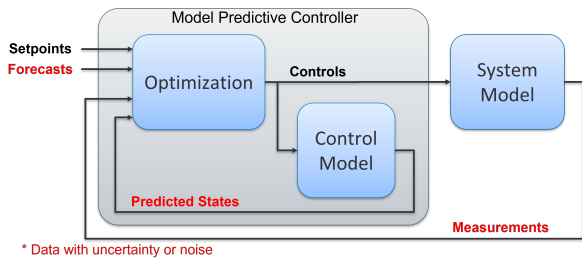 Model Predictive Controller
Setpoints
Forecasts
Optimization
Controls
System
Model
Control
Model
Predicted States
Measurements
* Data with uncertainty or noise